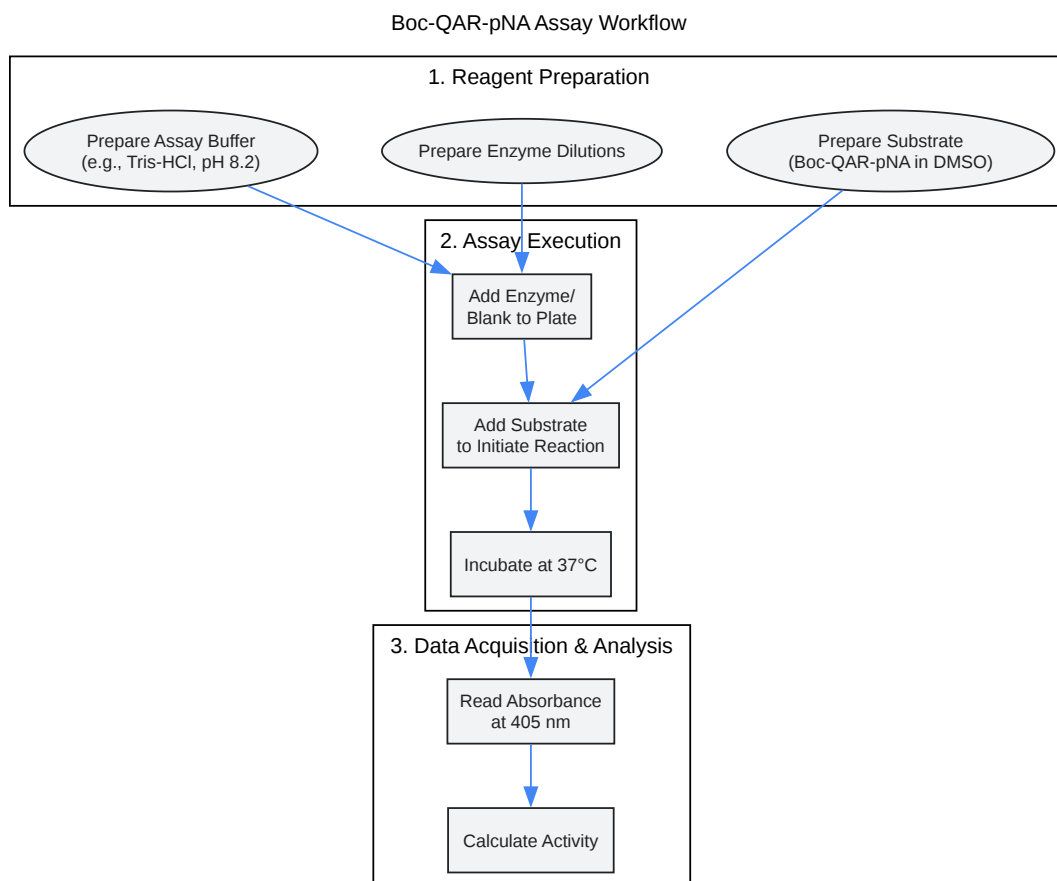 Boc-QAR-pNA Assay Workflow
1. Reagent Preparation
Prepare Assay Buffer
(e.g., Tris-HCl, pH 8.2)
Prepare Enzyme Dilutions
Prepare Substrate
(Boc-QAR-pNA in DMSO)
2. Assay Execution
Add Enzyme/
Blank to Plate
Add Substrate
to Initiate Reaction
Incubate at 37°C
3. Data Acquisition & Analysis
Read Absorbance
at 405 nm
Calculate Activity